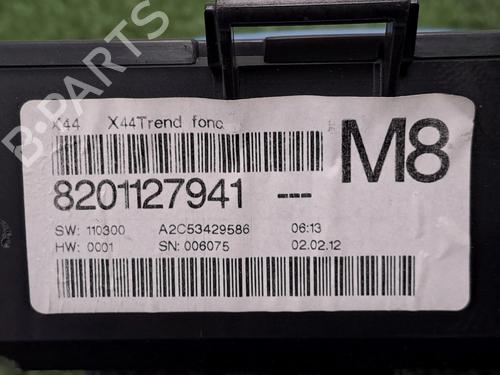 X44 X44Trend fonc
M8
8201127941 ---
SW: 110300 A2C53429586 06:13
HW: 0001 SN: 006075 02.02.12
B-PARTS